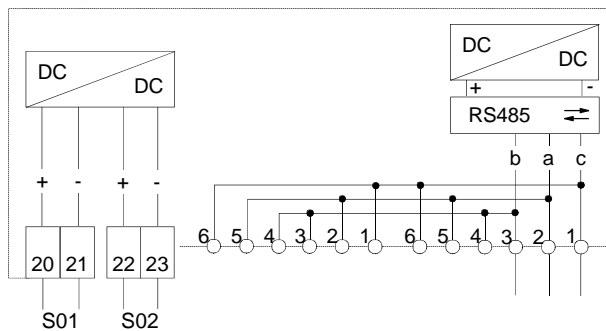 DC
DC
DC
DC
+ -
RS485
b a c
+ - + -
6 5 4 3 2 1 6 5 4 3 2 1
20 21 22 23
S01 S02